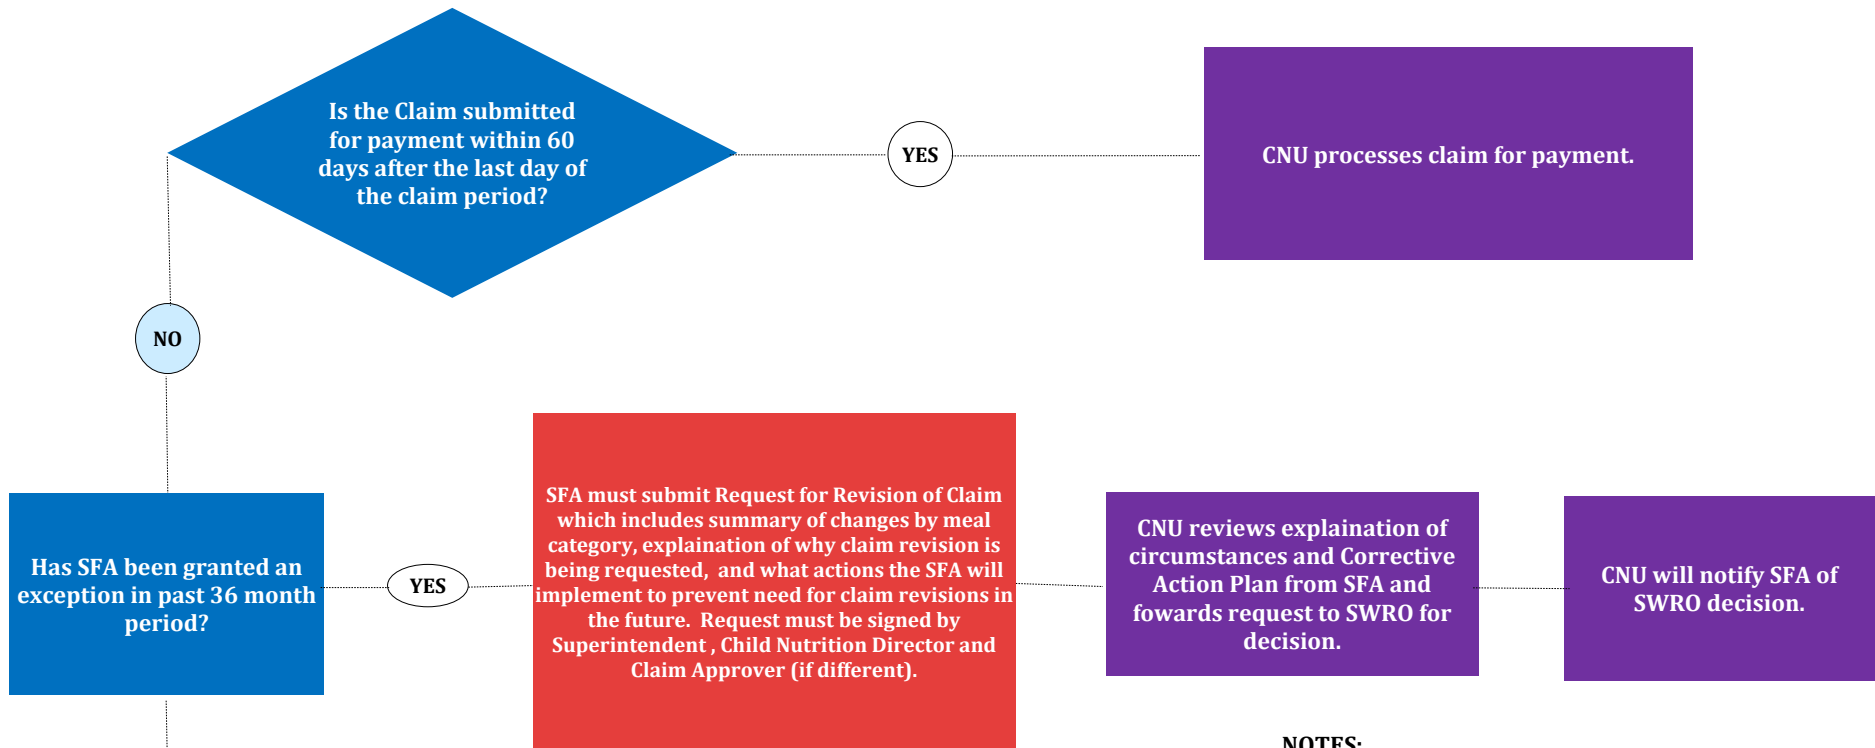 Is the Claim submitted
for payment within 60
days after the last day of
the claim period?
YES
CNU processes claim for payment.
NO
Has SFA been granted an
exception in past 36 month
period?
YES
SFA must submit Request for Revision of Claim
which includes summary of changes by meal
category, explaination of why claim revision is
being requested, and what actions the SFA will
implement to prevent need for claim revisions in
the future. Request must be signed by
Superintendent , Child Nutrition Director and
Claim Approver (if different).
CNU reviews explaination of
circumstances and Corrective
Action Plan from SFA and
fowards request to SWRO for
decision.
CNU will notify SFA of
SWRO decision.
NOTES: